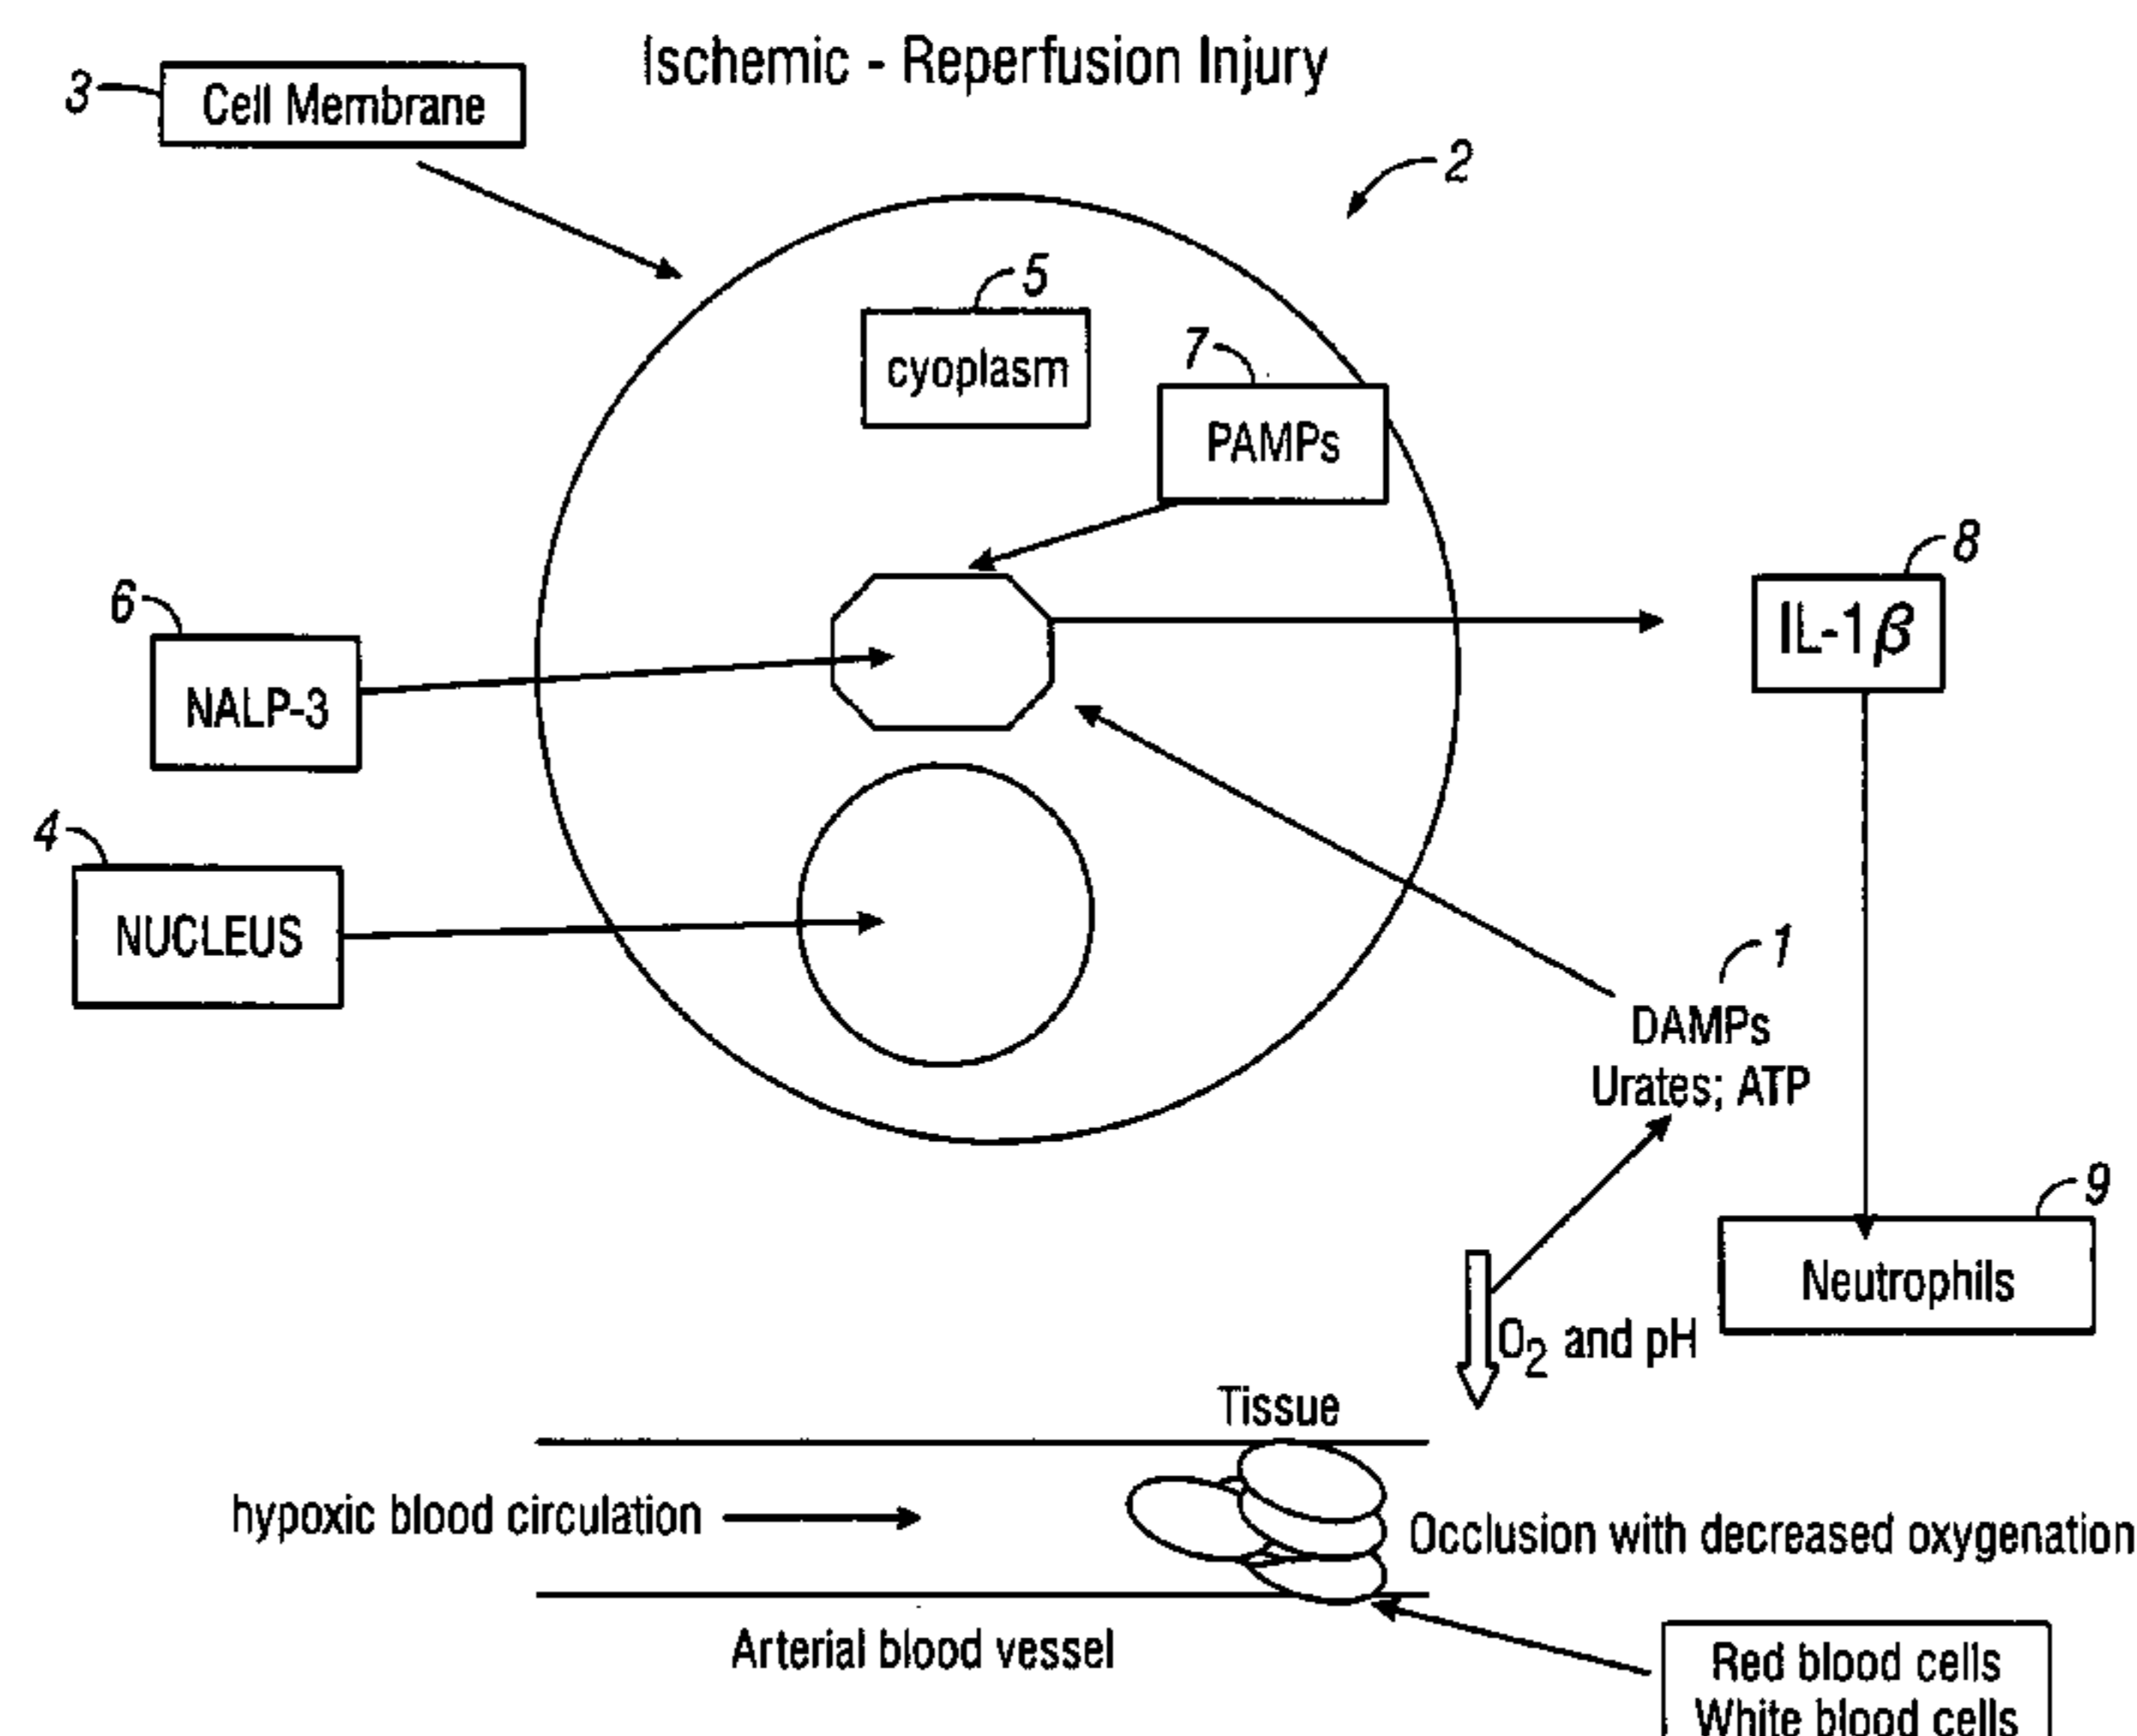 Ischemic - Reperfusion Injury
3
Cell Membrane
2
5
cyoplasm
7
PAMPs
8
IL-1β
6
NALP-3
4
NUCLEUS
1
DAMPs
Urates; ATP
9
Neutrophils
O₂ and pH
Tissue
hypoxic blood circulation
Occlusion with decreased oxygenation
Arterial blood vessel
Red blood cells
White blood cells